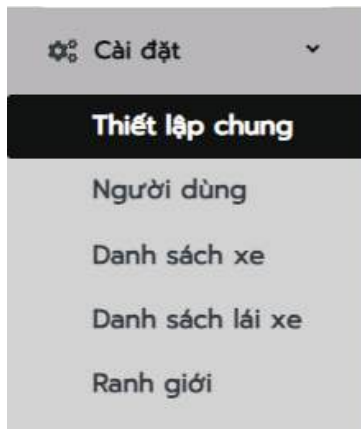 Cài đặt
Thiết lập chung
Người dùng
Danh sách xe
Danh sách lái xe
Ranh giới